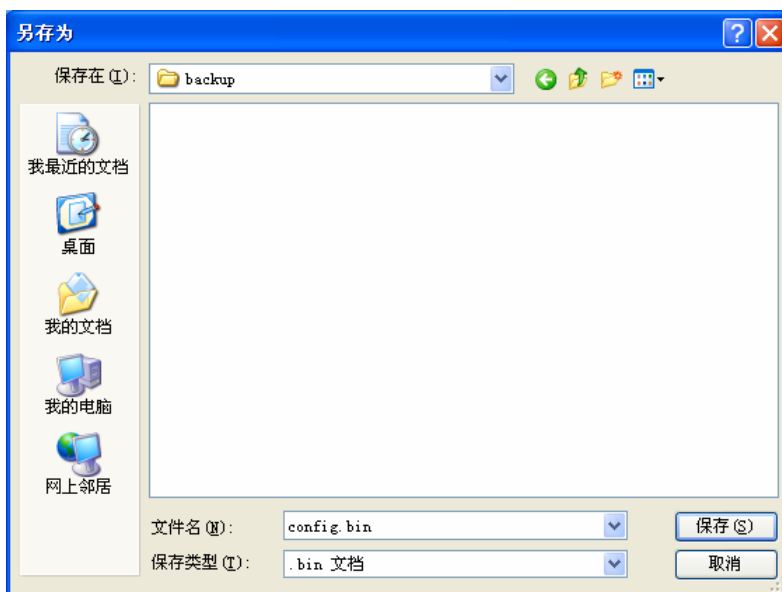 另存为
保存在(I):
backup
我最近的文档
桌面
我的文档
我的电脑
网上邻居
文件名(N):
config.bin
保存(S)
保存类型(T):
.bin 文档
取消